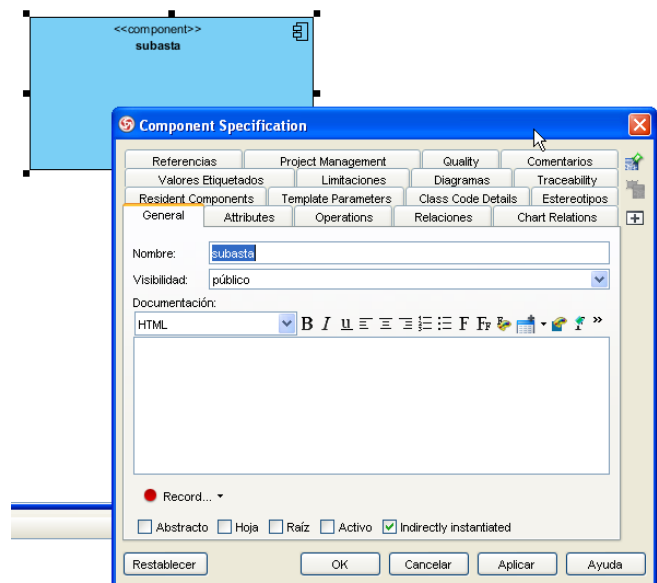 <<component>>
subasta
Component Specification
Referencias Project Management Quality Comentarios
Valores Etiquetados Limitaciones Diagramas Traceability
Resident Components Template Parameters Class Code Details Estereotipos
General Attributes Operations Relaciones Chart Relations
Nombre: subasta
Visibilidad: público
Documentación:
HTML B I u F FF »
Record...
Abstracto Hoja Raíz Activo Indirectly instantiated
Restablecer OK Cancelar Aplicar Ayuda